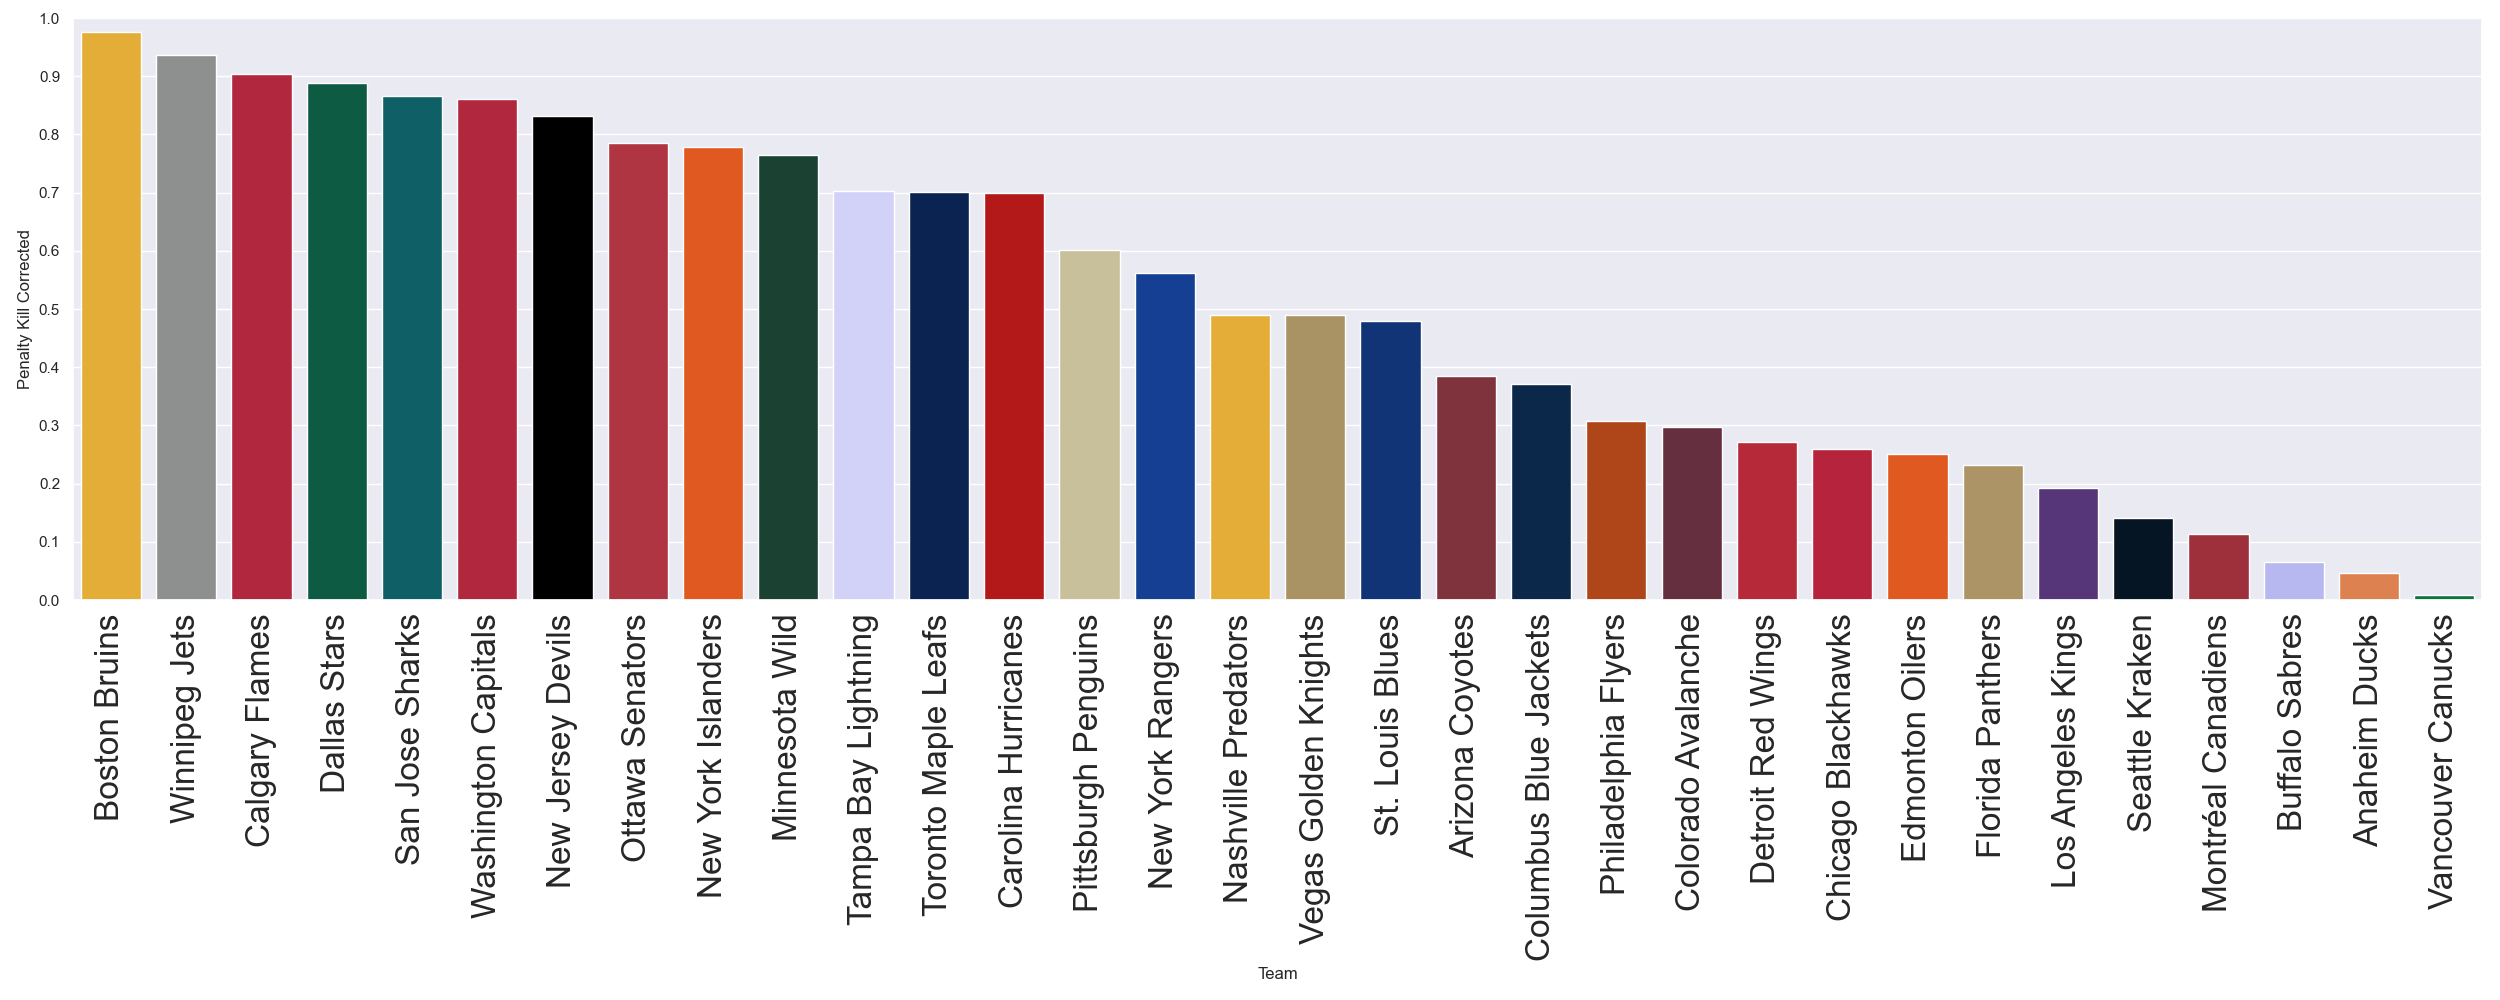 1.0
0.9
0.8
0.7
0.6
0.5
0.4
0.3
0.2
0.1
0.0
Penalty Kill Corrected
Boston Bruins
Winnipeg Jets
Calgary Flames
Dallas Stars
San Jose Sharks
Washington Capitals
New Jersey Devils
Ottawa Senators
New York Islanders
Minnesota Wild
Tampa Bay Lightning
Toronto Maple Leafs
Carolina Hurricanes
Pittsburgh Penguins
New York Rangers
Nashville Predators
Vegas Golden Knights
St. Louis Blues
Arizona Coyotes
Columbus Blue Jackets
Philadelphia Flyers
Colorado Avalanche
Detroit Red Wings
Chicago Blackhawks
Edmonton Oilers
Florida Panthers
Los Angeles Kings
Seattle Kraken
Montréal Canadiens
Buffalo Sabres
Anaheim Ducks
Vancouver Canucks
Team